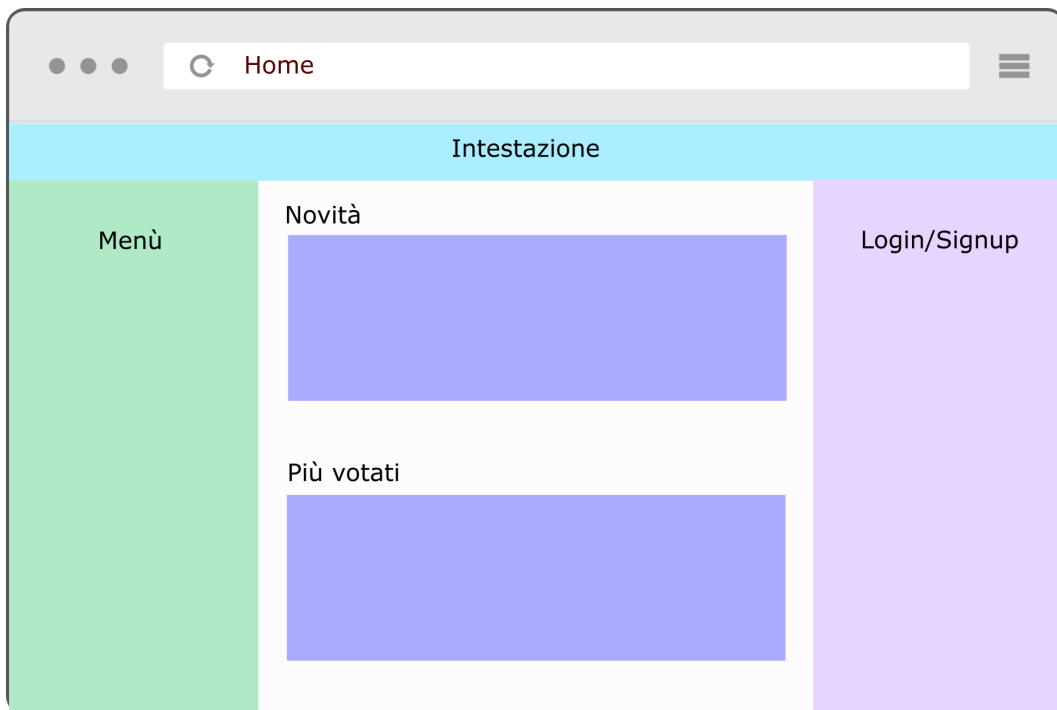 Home
Intestazione
Menù
Novità
Più votati
Login/Signup